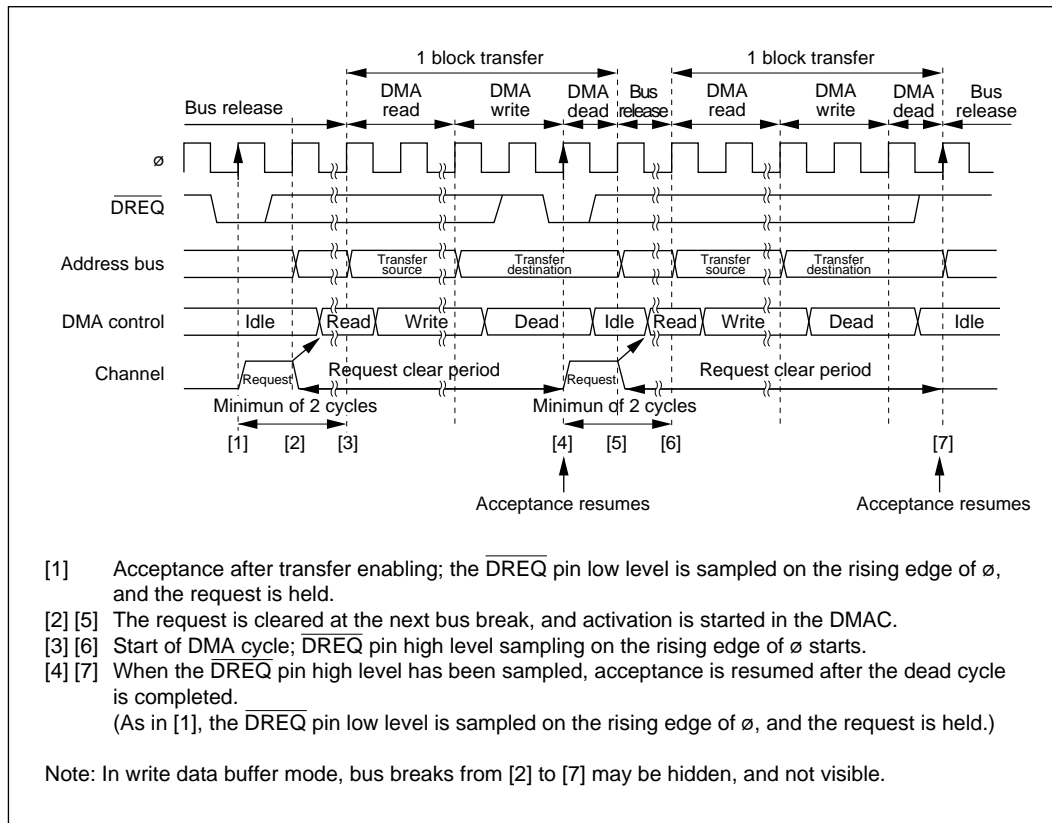 1 block transfer 1 block transfer
Bus release DMA read DMA write DMA dead Bus release DMA read DMA write DMA dead Bus release
ø
DREQ
Address bus Transfer source Transfer destination Transfer source Transfer destination
DMA control Idle Read Write Dead Idle Read Write Dead Idle
Channel Request Request clear period Request Request clear period
Minimun of 2 cycles Minimun of 2 cycles
[1] [2] [3] [4] [5] [6] [7]
Acceptance resumes Acceptance resumes
[1] Acceptance after transfer enabling; the DREQ pin low level is sampled on the rising edge of ø,
and the request is held.
[2] [5] The request is cleared at the next bus break, and activation is started in the DMAC.
[3] [6] Start of DMA cycle; DREQ pin high level sampling on the rising edge of ø starts.
[4] [7] When the DREQ pin high level has been sampled, acceptance is resumed after the dead cycle
is completed.
(As in [1], the DREQ pin low level is sampled on the rising edge of ø, and the request is held.)
Note: In write data buffer mode, bus breaks from [2] to [7] may be hidden, and not visible.